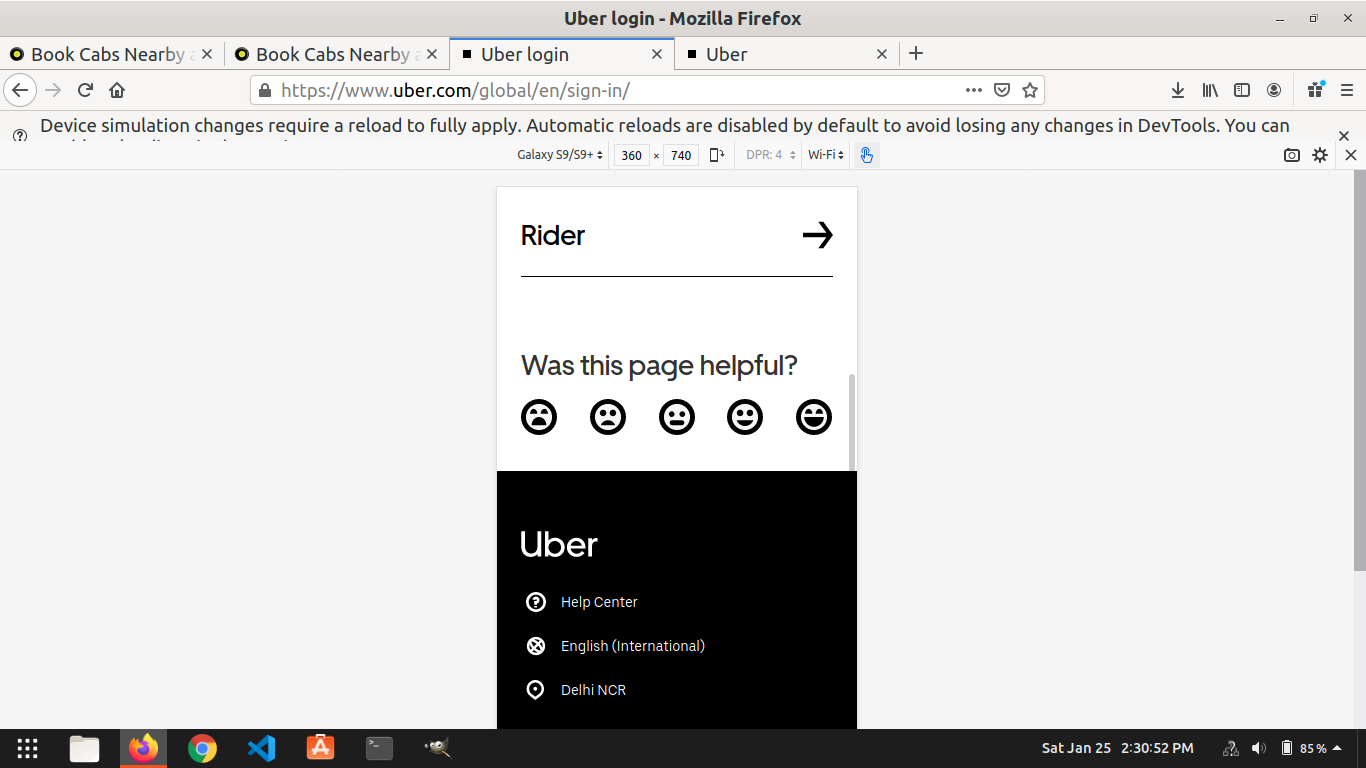 Uber login - Mozilla Firefox
Book Cabs Nearby a
Book Cabs Nearby a
Uber login
Uber
https://www.uber.com/global/en/sign-in/
Device simulation changes require a reload to fully apply. Automatic reloads are disabled by default to avoid losing any changes in DevTools. You can
Galaxy S9/S9+ 360 × 740 DPR: 4 Wi-Fi
Rider
Was this page helpful?
Uber
Help Center
English (International)
Delhi NCR
Sat Jan 25 2:30:52 PM 85 %